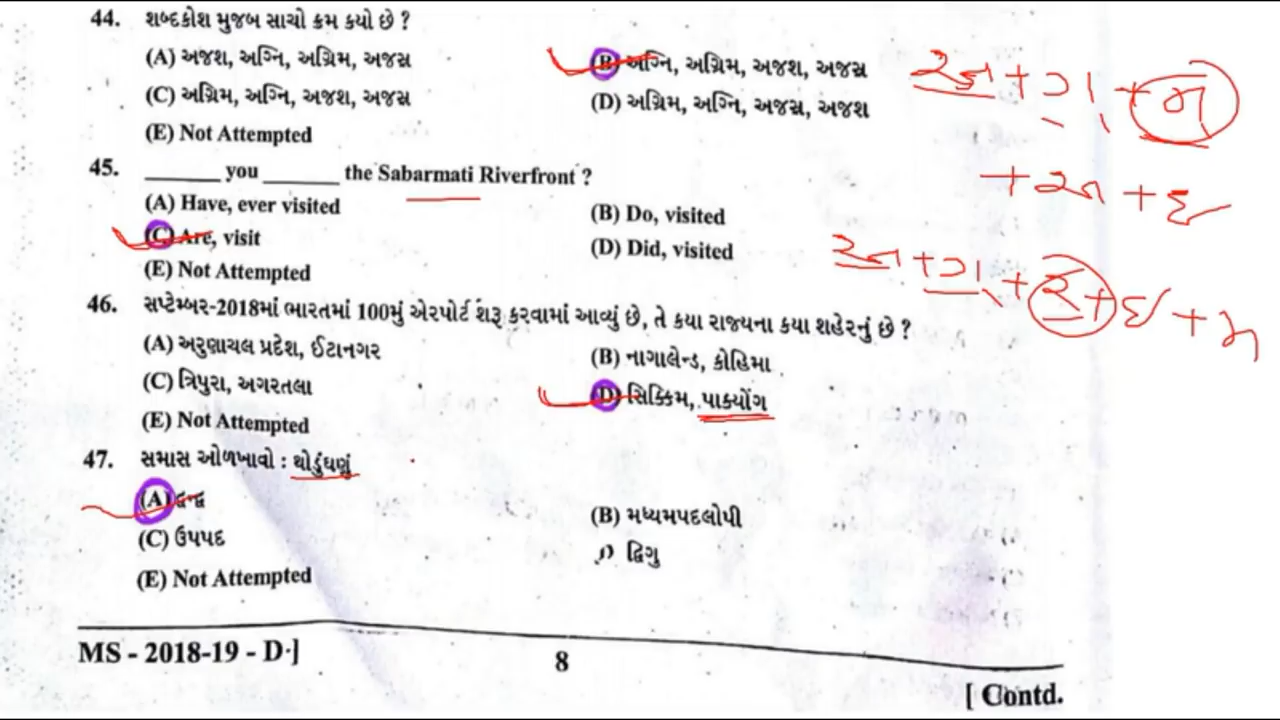 44. શબ્દકોશ મુજબ સાચો ક્રમ કયો છે ?
(A) અજશ, અગ્નિ, અગ્રિમ, અજસ્ર
(B) અગ્નિ, અગ્રિમ, અજશ, અજસ્ર
(C) અગ્રિમ, અગ્નિ, અજશ, અજસ્ર
(D) અગ્રિમ, અગ્નિ, અજસ્ર, અજશ
(E) Not Attempted
અ + ગ + ન
+ અ + ઇ
અ + ગ + ર + ઇ + મ
45. ______ you ______ the Sabarmati Riverfront ?
(A) Have, ever visited
(B) Do, visited
(C) Are, visit
(D) Did, visited
(E) Not Attempted
46. સપ્ટેમ્બર-2018માં ભારતમાં 100મું એરપોર્ટ શરૂ કરવામાં આવ્યું છે, તે કયા રાજ્યના કયા શહેરનું છે ?
(A) અરુણાચલ પ્રદેશ, ઈટાનગર
(B) નાગાલેન્ડ, કોહિમા
(C) ત્રિપુરા, અગરતલા
(D) સિક્કિમ, પાક્યોંગ
(E) Not Attempted
47. સમાસ ઓળખાવો : થોડુંઘણું
(A) દ્વન્દ્વ
(B) મધ્યમપદલોપી
(C) ઉપપદ
દ્વિગુ
(E) Not Attempted
MS - 2018-19 - D ]
8
[ Contd.